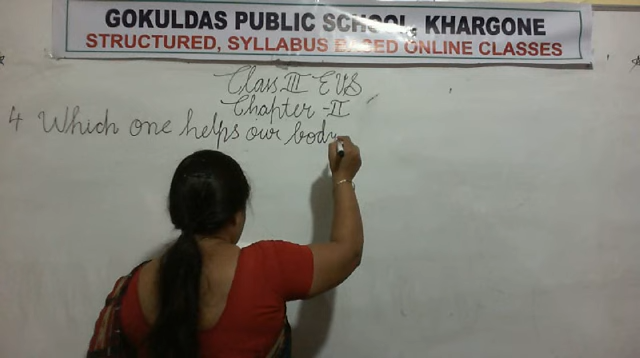 GOKULDAS PUBLIC SCHOOL, KHARGONE
STRUCTURED, SYLLABUS BASED ONLINE CLASSES
Class III EVS
Chapter - II
4 Which one helps our body